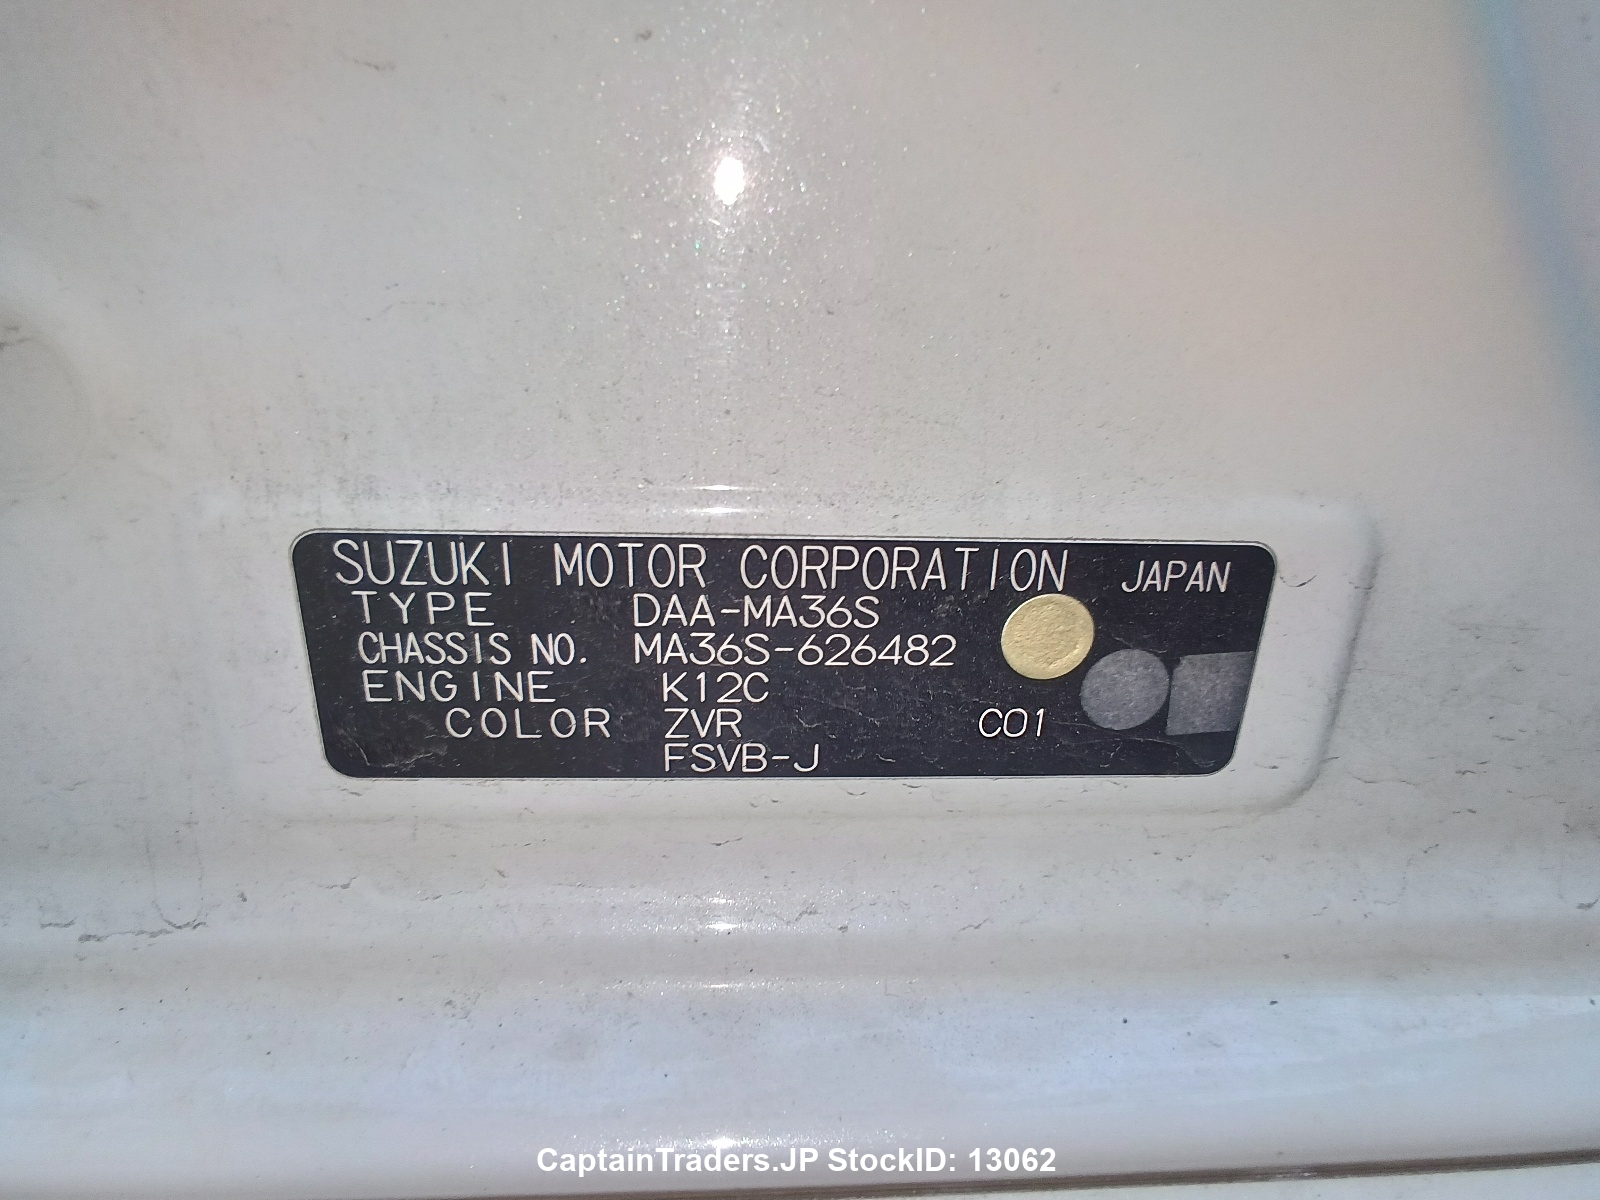 SUZUKI MOTOR CORPORATION JAPAN
TYPE DAA-MA36S
CHASSIS NO. MA36S-626482
ENGINE K12C
COLOR ZVR C01
FSVB-J
CaptainTraders.JP StockID: 13062